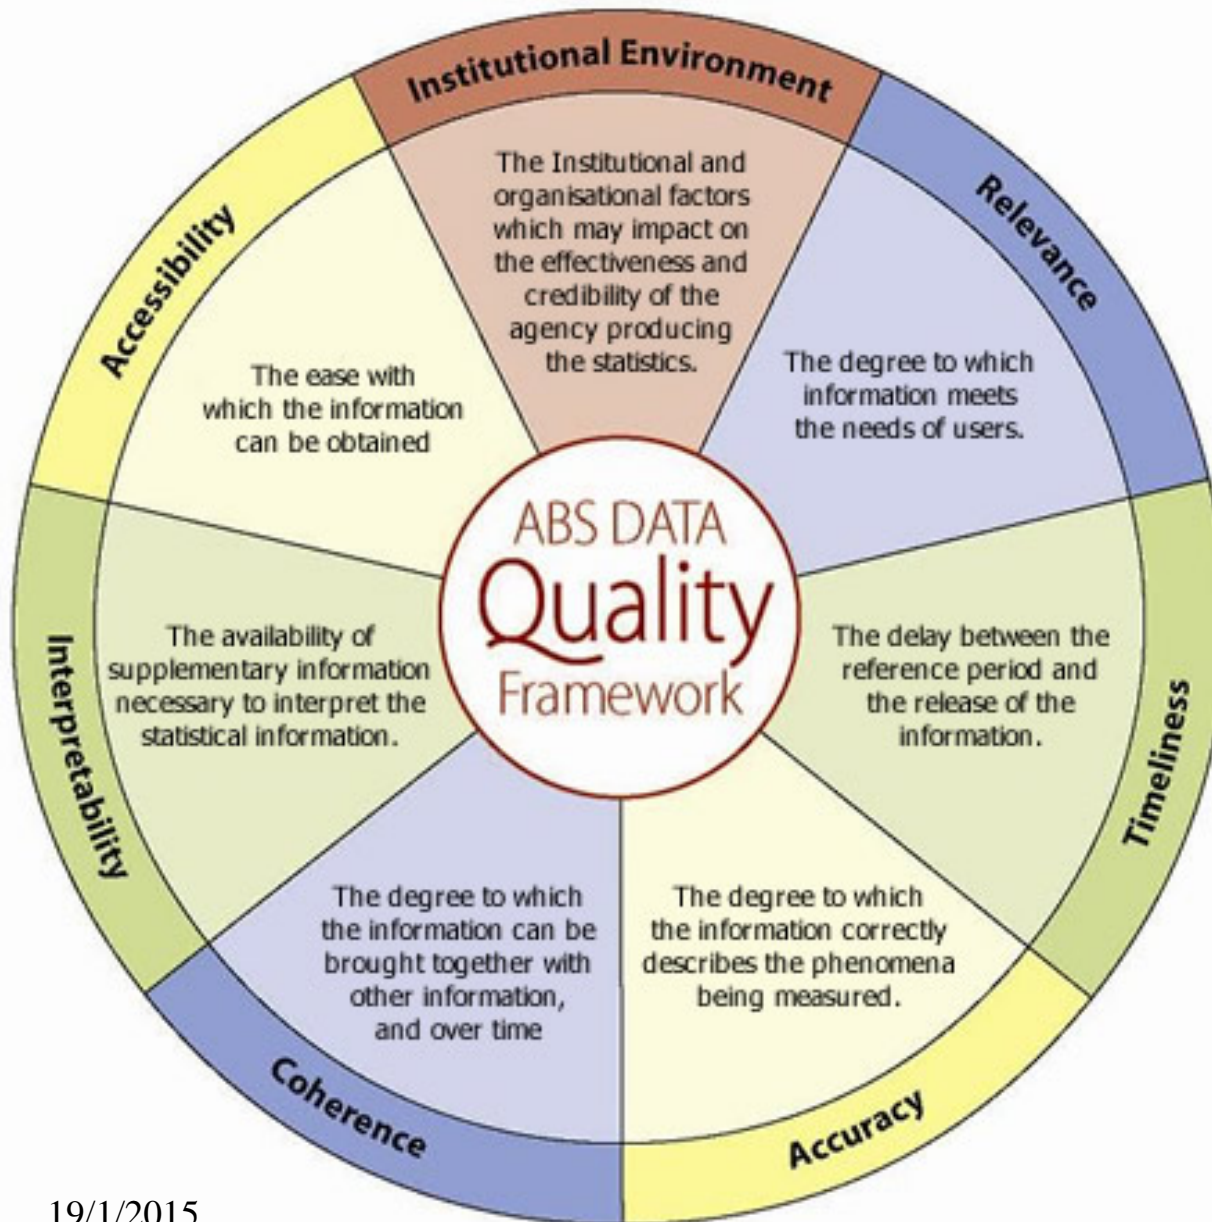 Institutional Environment
The Institutional and
organisational factors
which may impact on
the effectiveness and
credibility of the
agency producing
the statistics.
Relevance
The degree to which
information meets
the needs of users.
Timeliness
The delay between the
reference period and
the release of the
information.
Accuracy
The degree to which
the information correctly
describes the phenomena
being measured.
Coherence
The degree to which
the information can be
brought together with
other information,
and over time
Interpretability
The availability of
supplementary information
necessary to interpret the
statistical information.
Accessibility
The ease with
which the information
can be obtained
ABS DATA
Quality
Framework
19/1/2015